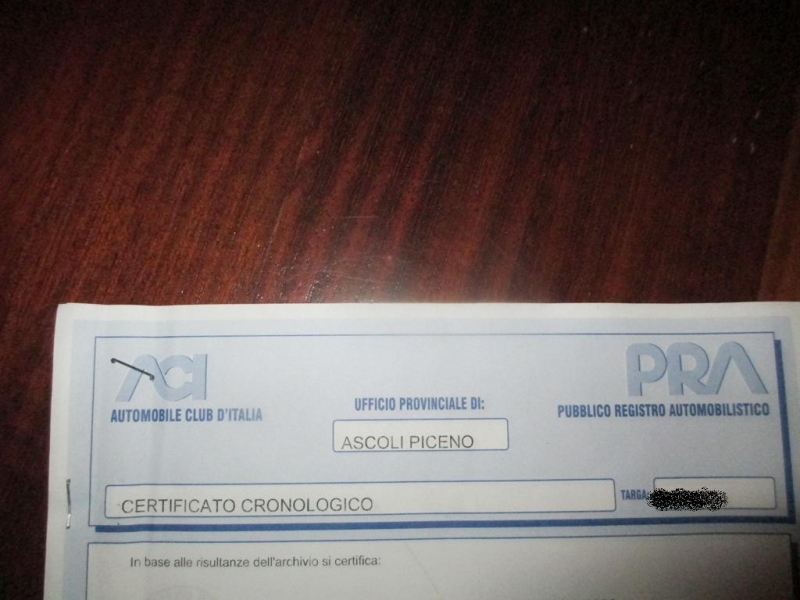 ACI
AUTOMOBILE CLUB D'ITALIA
UFFICIO PROVINCIALE DI:
ASCOLI PICENO
PRA
PUBBLICO REGISTRO AUTOMOBILISTICO
CERTIFICATO CRONOLOGICO
TARGA:
In base alle risultanze dell'archivio si certifica: